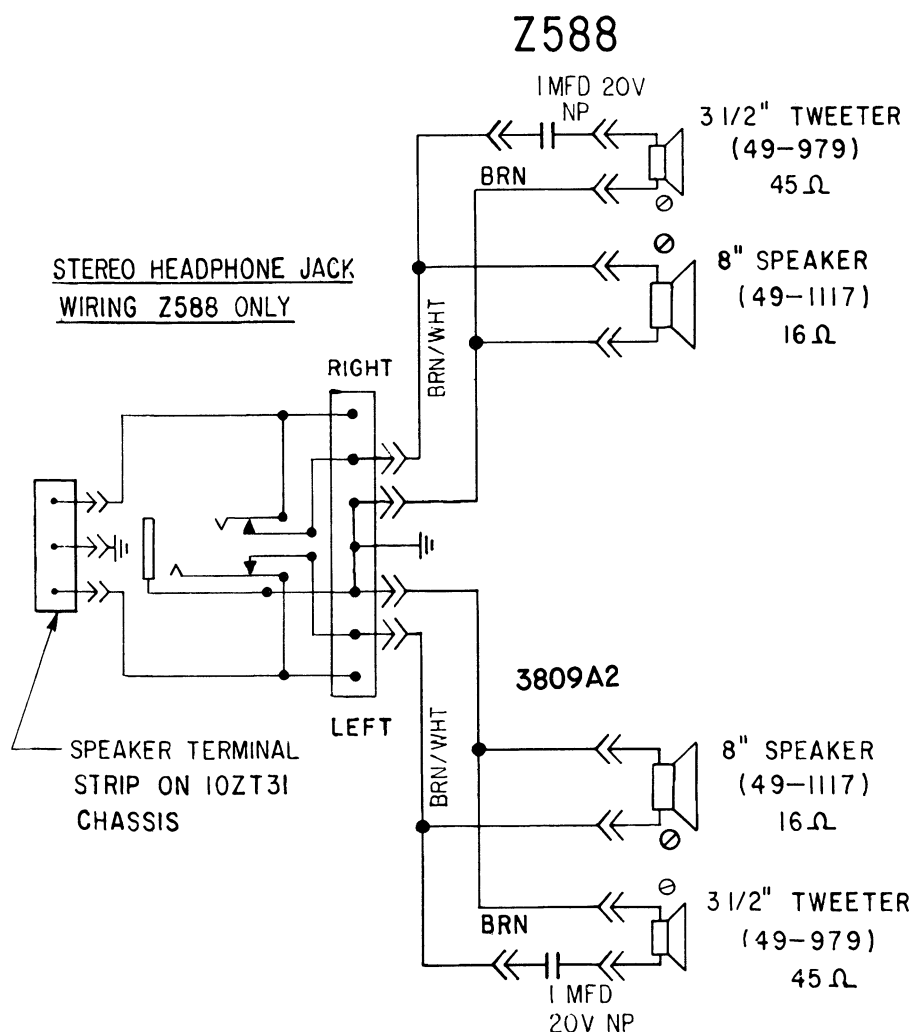 Z588
1 MFD 20V
NP
3 1/2" TWEETER
(49-979)
45 Ω
BRN
STEREO HEADPHONE JACK
WIRING Z588 ONLY
8" SPEAKER
(49-1117)
16 Ω
BRN/WHT
RIGHT
3809A2
LEFT
SPEAKER TERMINAL
STRIP ON 10ZT31
CHASSIS
BRN/WHT
8" SPEAKER
(49-1117)
16 Ω
BRN
3 1/2" TWEETER
(49-979)
45 Ω
1 MFD
20V NP